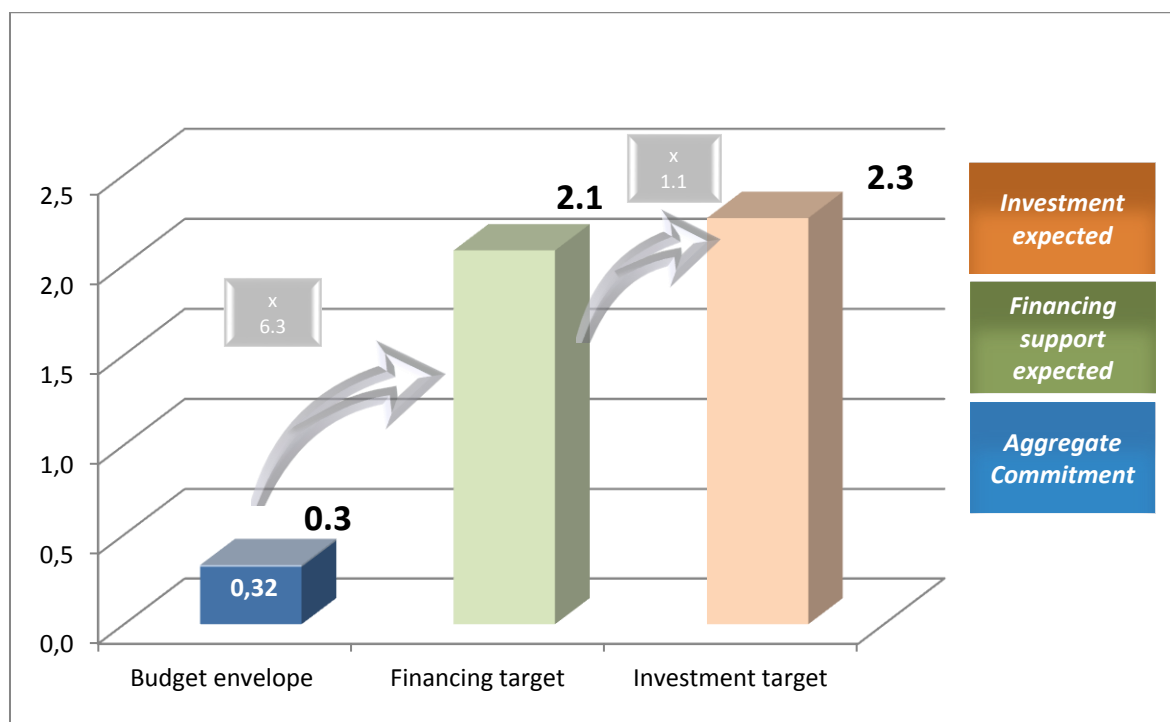 x
1.1
2.3
2.1
2,5
2,0
1,5
1,0
0,5
0,0
x
6.3
0.3
0,32
Budget envelope
Financing target
Investment target
Investment
expected
Financing
support
expected
Aggregate
Commitment